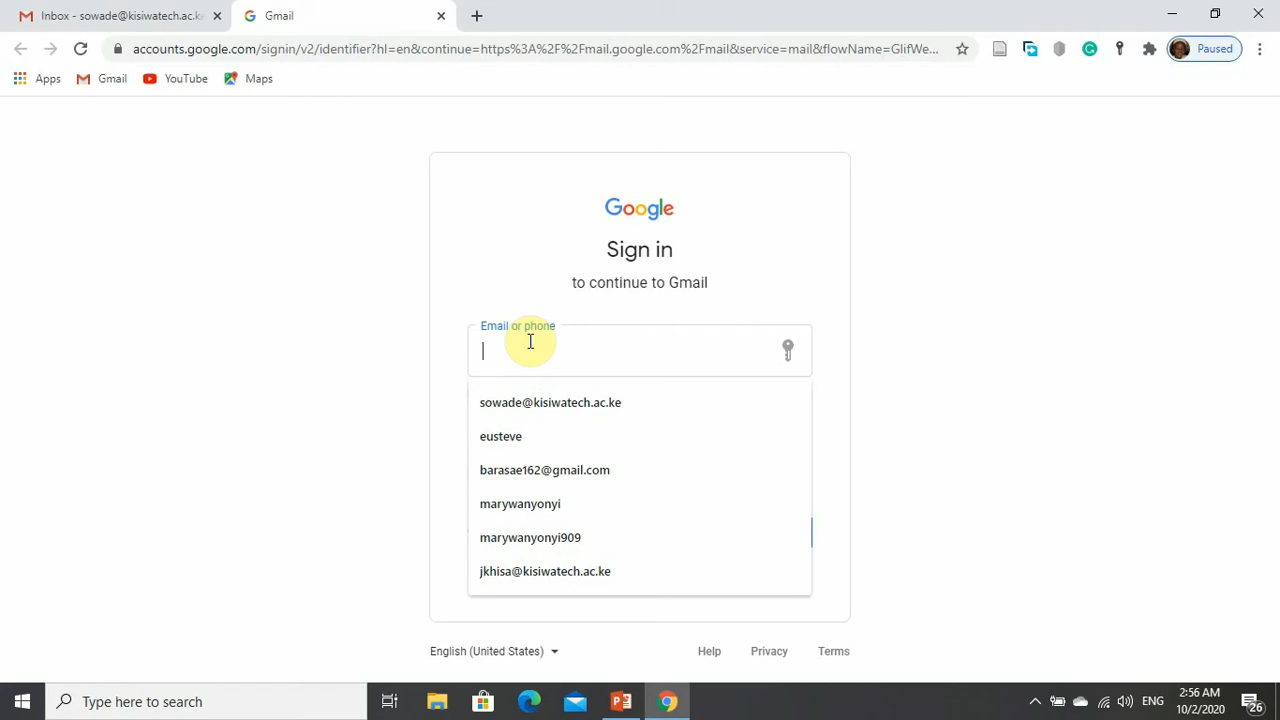 Inbox - sowade@kisiwatech.ac.ke
Gmail
accounts.google.com/signin/v2/identifier?hl=en&continue=https%3A%2F%2Fmail.google.com%2Fmail&service=mail&flowName=GlifWe...
Paused
Apps
Gmail
YouTube
Maps
Google
Sign in
to continue to Gmail
Email or phone
sowade@kisiwatech.ac.ke
eusteve
barasae162@gmail.com
marywanyonyi
marywanyonyi909
jkhisa@kisiwatech.ac.ke
English (United States)
Help
Privacy
Terms
Type here to search
ENG
2:56 AM
10/2/2020
26